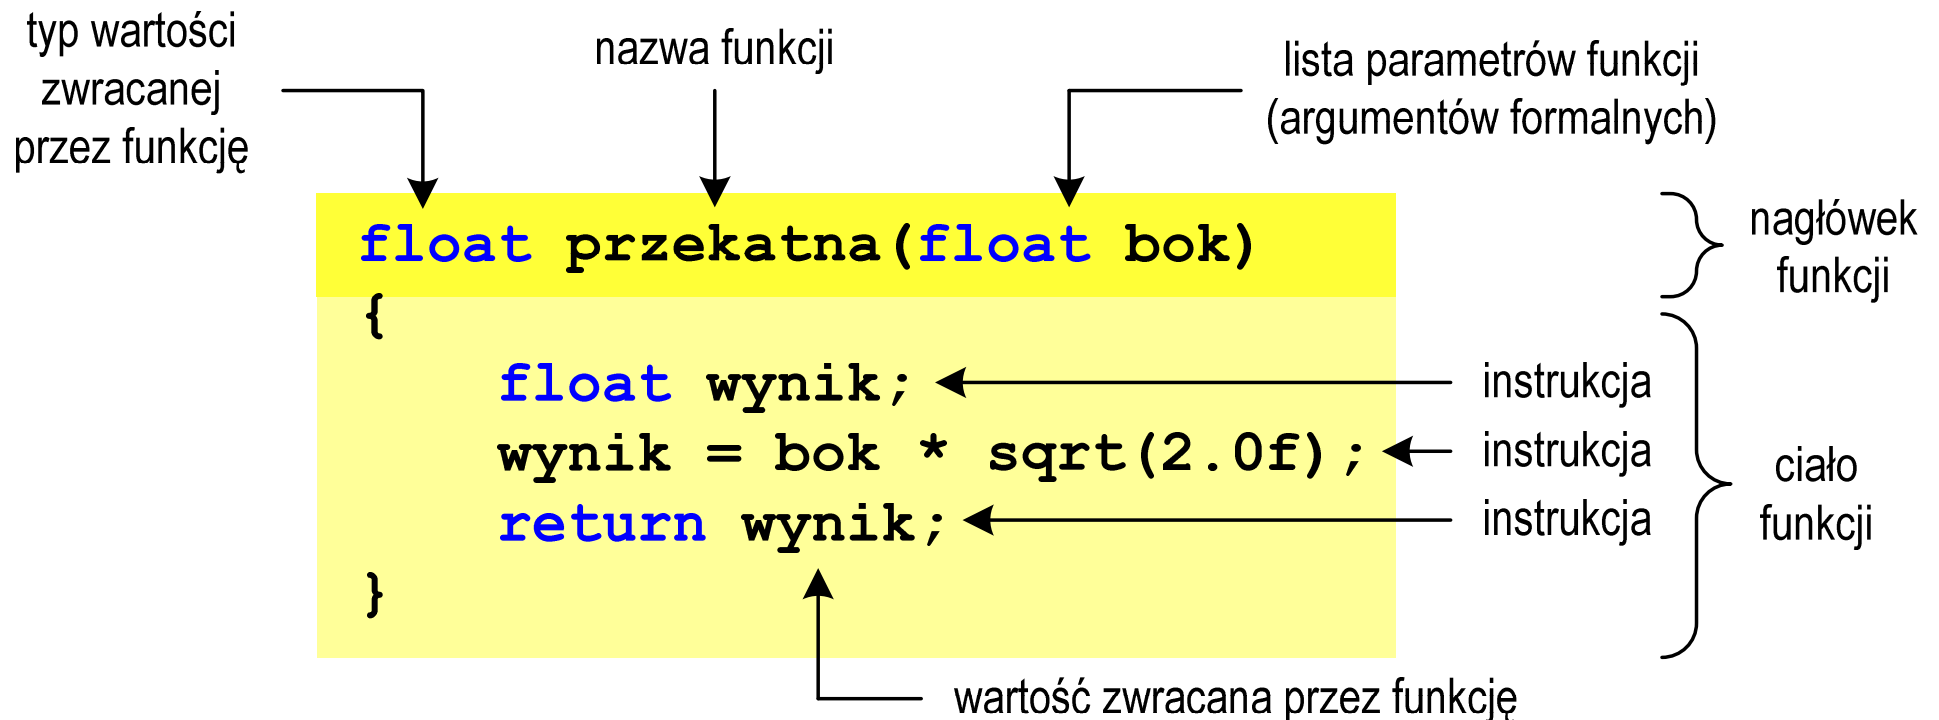 typ wartości
zwracanej
przez funkcję
nazwa funkcji
lista parametrów funkcji
(argumentów formalnych)
float przekatna(float bok)
nagłówek
funkcji
{
float wynik;
instrukcja
wynik = bok * sqrt(2.0f);
instrukcja
return wynik;
instrukcja
}
ciało
funkcji
wartość zwracana przez funkcję